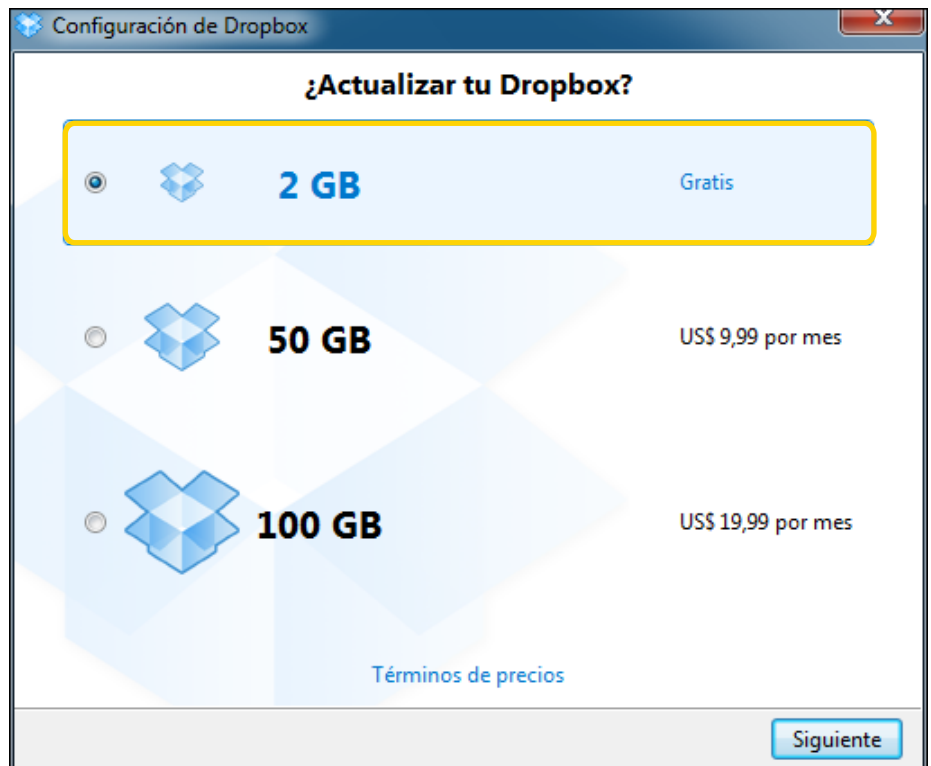 Configuración de Dropbox
¿Actualizar tu Dropbox?
2 GB Gratis
50 GB US$ 9,99 por mes
100 GB US$ 19,99 por mes
Términos de precios
Siguiente